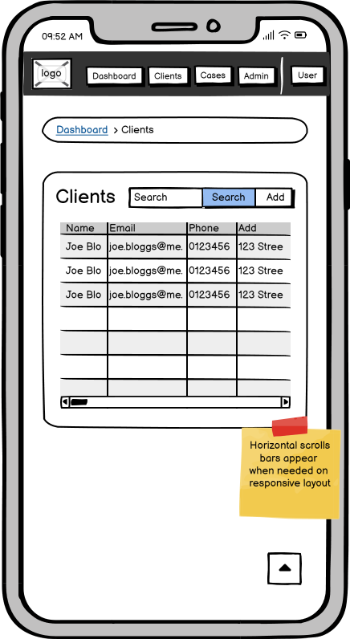 09:52 AM
logo Dashboard Clients Cases Admin User
Dashboard > Clients
Clients Search Search Add
Name Email Phone Add
Joe Blo joe.bloggs@me. 0123456 123 Stree
Joe Blo joe.bloggs@me. 0123456 123 Stree
Joe Blo joe.bloggs@me. 0123456 123 Stree
Horizontal scrolls
bars appear
when needed on
responsive layout